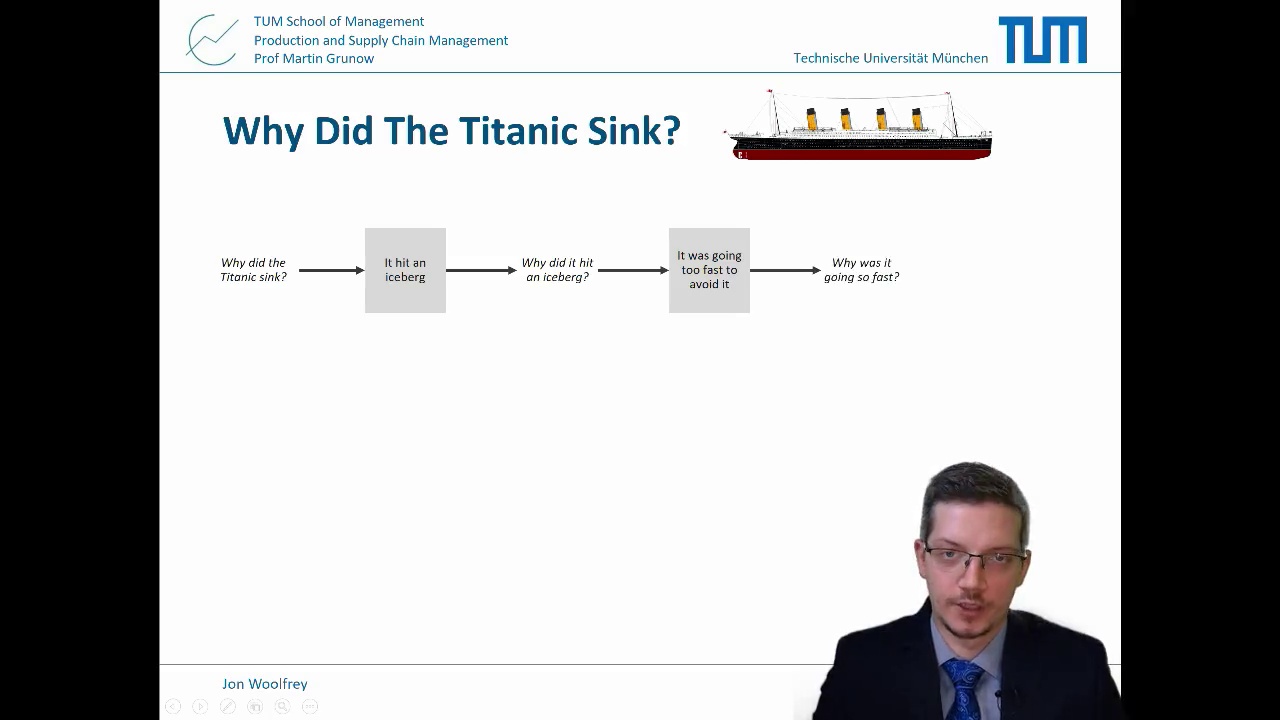 TUM School of Management
Production and Supply Chain Management
Prof Martin Grunow
Technische Universität München
TUM
Why Did The Titanic Sink?
Why did the
Titanic sink?
It hit an
iceberg
Why did it hit
an iceberg?
It was going
too fast to
avoid it
Why was it
going so fast?
Jon Woolfrey